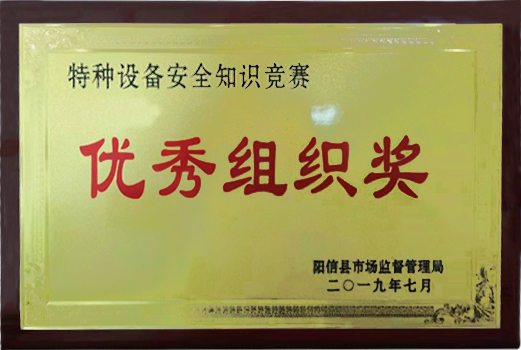 特种设备安全知识竞赛
优秀组织奖
阳信县市场监督管理局
二〇一九年七月